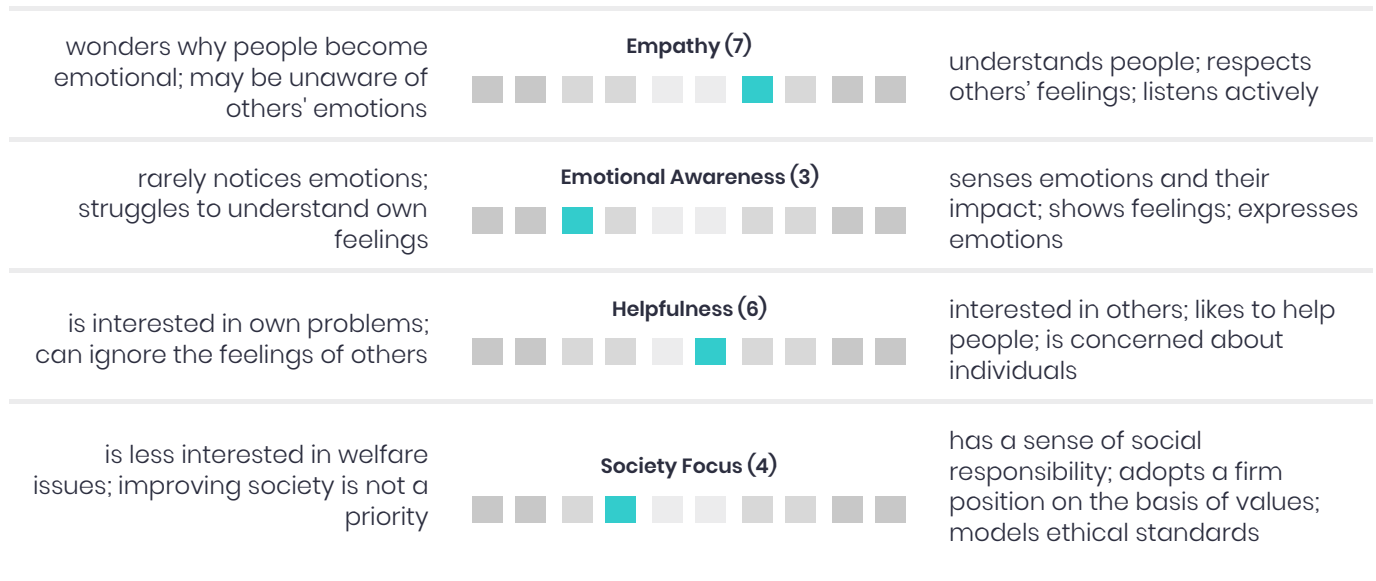 wonders why people become
emotional; may be unaware of
others' emotions
Empathy (7)
understands people; respects
others’ feelings; listens actively
rarely notices emotions;
struggles to understand own
feelings
Emotional Awareness (3)
senses emotions and their
impact; shows feelings; expresses
emotions
is interested in own problems;
can ignore the feelings of others
Helpfulness (6)
interested in others; likes to help
people; is concerned about
individuals
is less interested in welfare
issues; improving society is not a
priority
Society Focus (4)
has a sense of social
responsibility; adopts a firm
position on the basis of values;
models ethical standards